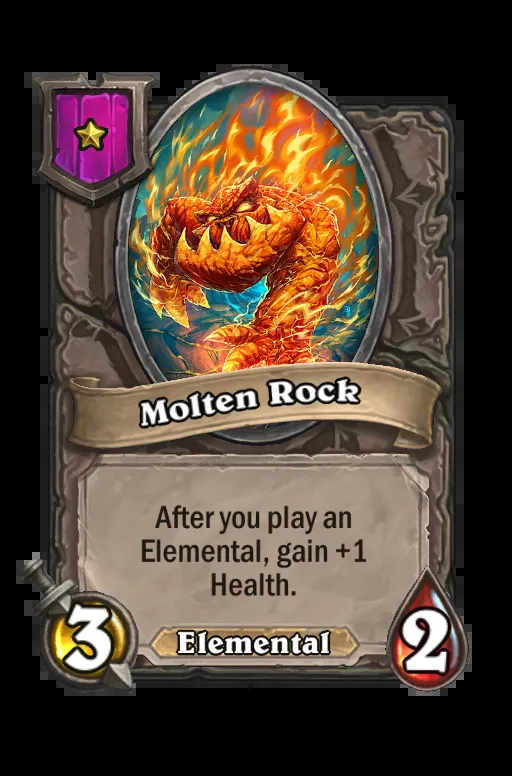 Molten Rock
After you play an
Elemental, gain +1
Health.
3
Elemental
2